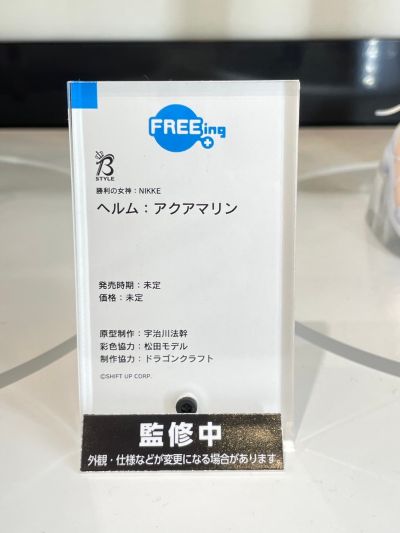 FREEing
B
STYLE
勝利の女神：NIKKE
ヘルム：アクアマリン
発売時期：未定
価格：未定
原型制作：宇治川法幹
彩色協力：松田モデル
制作協力：ドラゴンクラフト
©SHIFT UP CORP.
監修中
外観・仕様などが変更になる場合があります